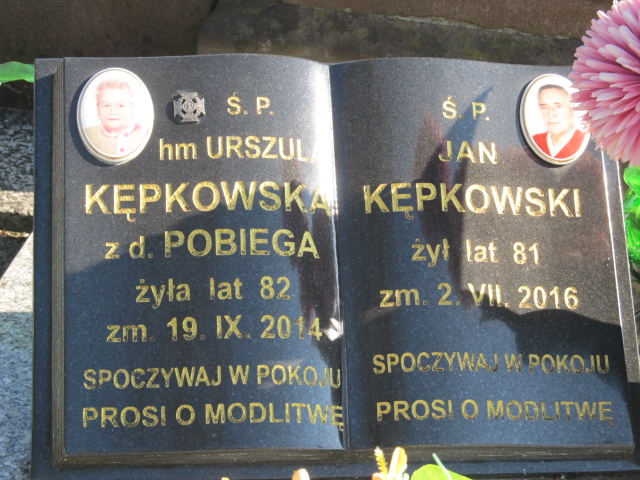 Ś. P.
hm URSZULA
KĘPKOWSKA
z d. POBIEGA
żyła lat 82
zm. 19. IX. 2014
SPOCZYWAJ W POKOJU
PROSI O MODLITWĘ
Ś. P.
JAN
KĘPKOWSKI
żył lat 81
zm. 2. VII. 2016
SPOCZYWAJ W POKOJU
PROSI O MODLITWĘ